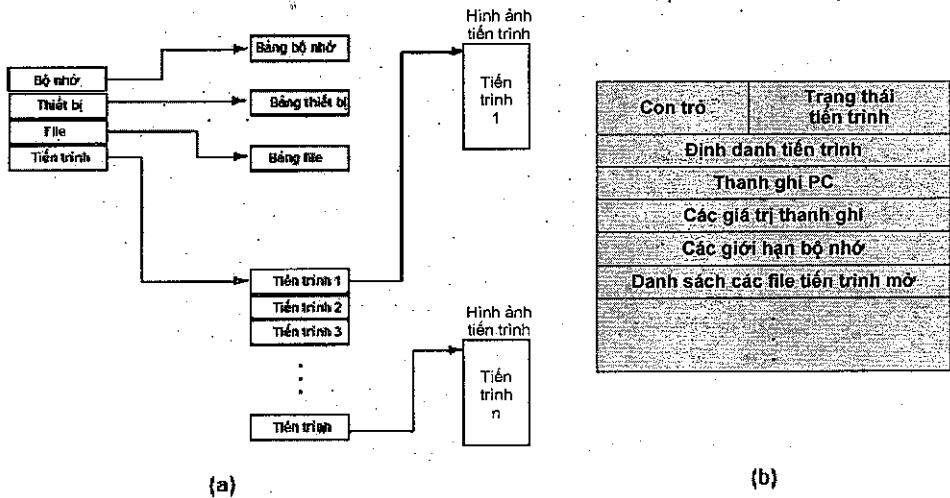 Bộ nhớ
Thiết bị
File
Tiến trình
Bảng bộ nhớ
Bảng thiết bị
Bảng file
Tiến trình 1
Tiến trình 2
Tiến trình 3
Tiến trình
Hình ảnh
tiến trình
Tiến
trình
1
Hình ảnh
tiến trình
Tiến
trình
n
(a)
Con trỏ
Trạng thái
tiến trình
Định danh tiến trình
Thanh ghi PC
Các giá trị thanh ghi
Các giới hạn bộ nhớ
Danh sách các file tiến trình mở
(b)